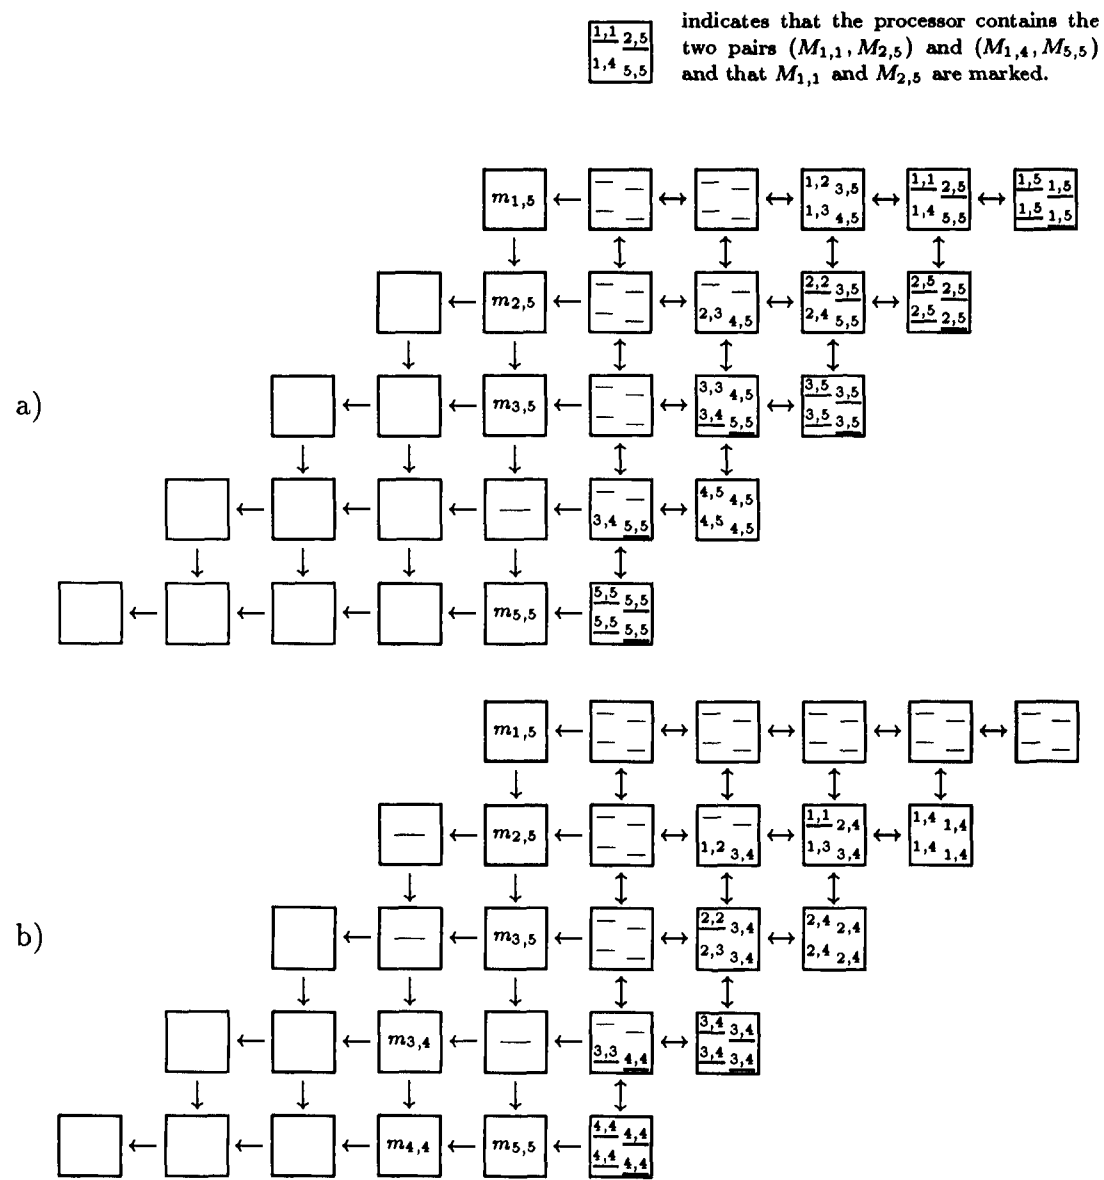 1,1 2,5 indicates that the processor contains the
two pairs (M1,1, M2,5) and (M1,4, M5,5)
1,4 5,5 and that M1,1 and M2,5 are marked.
m1,5 ← — — ↔ — — ↔ 1,2 3,5 ↔ 1,1 2,5 ↔ 1,5 1,5
— — — — 1,3 4,5 1,4 5,5 1,5 1,5
← m2,5 ← — — ↔ — — ↔ 2,2 3,5 ↔ 2,5 2,5
— — 2,3 4,5 2,4 5,5 2,5 2,5
a) ← ← m3,5 ← — — ↔ 3,3 4,5 ↔ 3,5 3,5
— — 3,4 5,5 3,5 3,5
← ← ← — ← — — ↔ 4,5 4,5
3,4 5,5 4,5 4,5
← ← ← ← m5,5 ← 5,5 5,5
5,5 5,5
m1,5 ← — — ↔ — — ↔ — — ↔ — — ↔ — —
— — — — — — — — — —
— ← m2,5 ← — — ↔ — — ↔ 1,1 2,4 ↔ 1,4 1,4
— — 1,2 3,4 1,3 3,4 1,4 1,4
b) ← — ← m3,5 ← — — ↔ 2,2 3,4 ↔ 2,4 2,4
— — 2,3 3,4 2,4 2,4
← ← m3,4 ← — ← — — ↔ 3,4 3,4
3,3 4,4 3,4 3,4
← ← ← m4,4 ← m5,5 ← 4,4 4,4
4,4 4,4